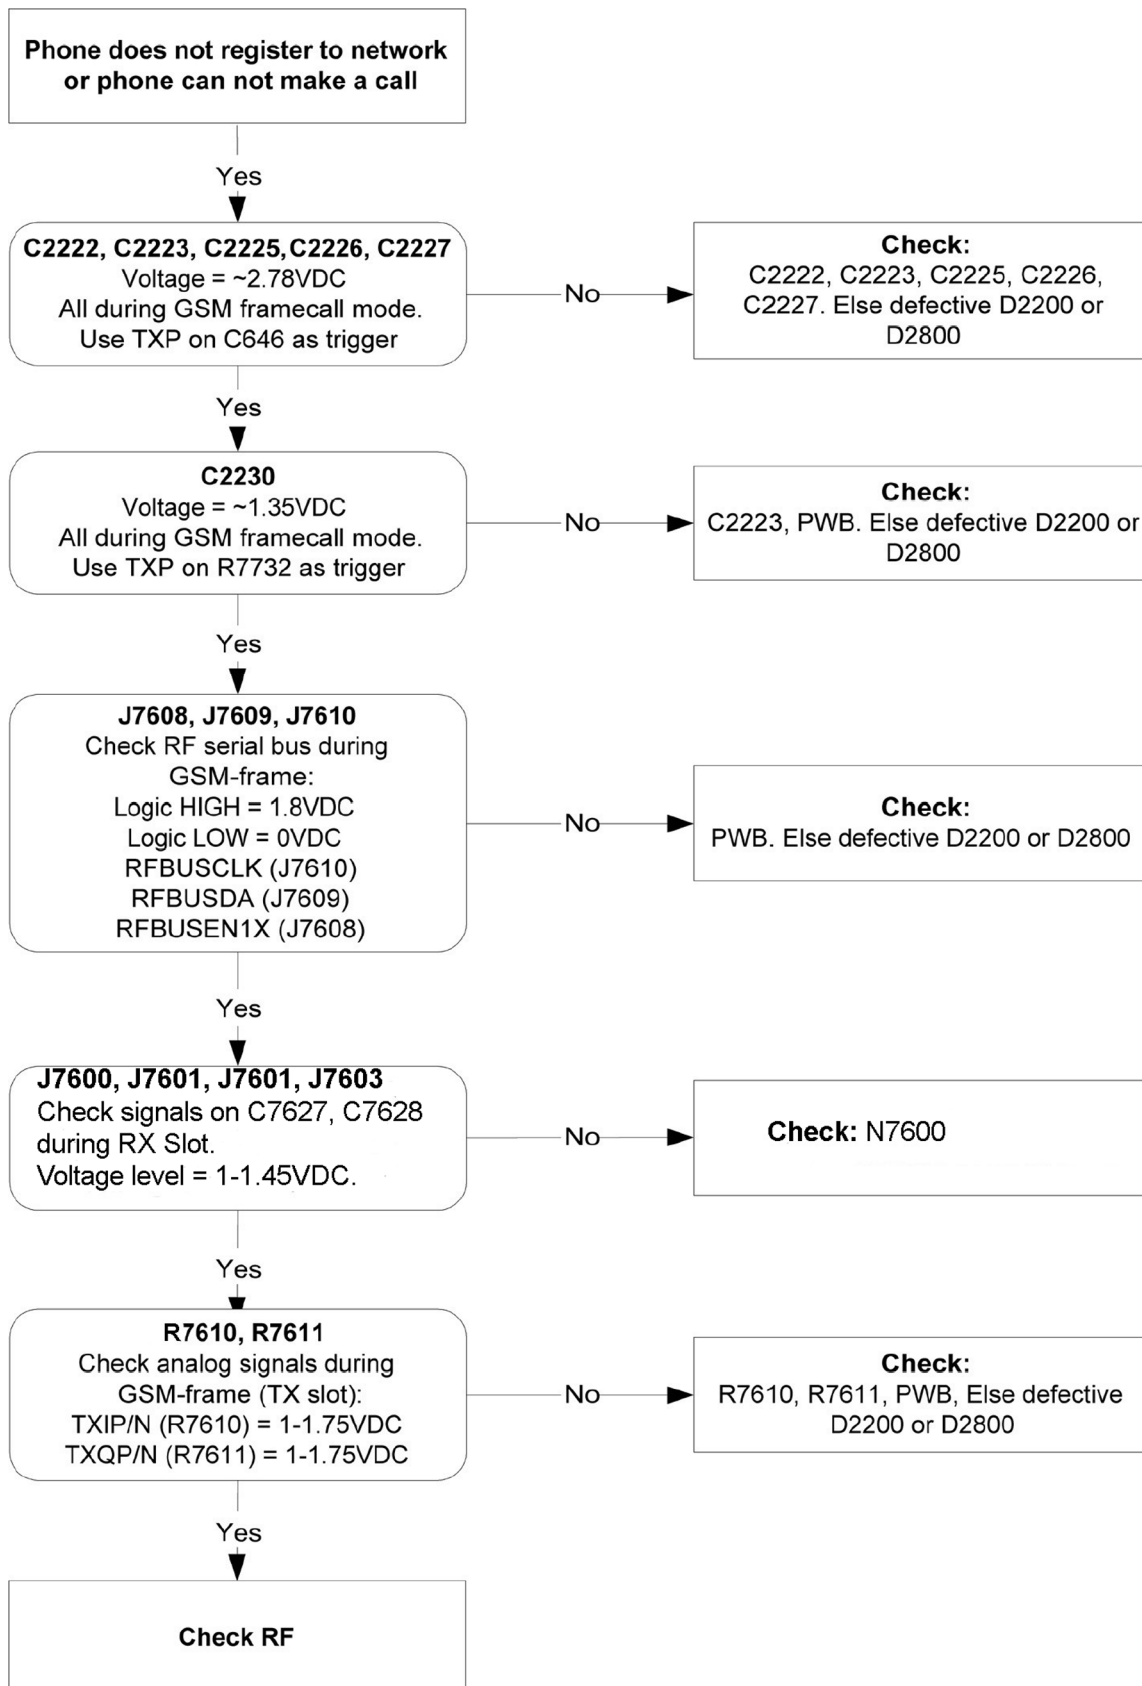 Phone does not register to network
or phone can not make a call
Yes
C2222, C2223, C2225,C2226, C2227
Voltage = ~2.78VDC
All during GSM framecall mode.
Use TXP on C646 as trigger
No
Check:
C2222, C2223, C2225, C2226,
C2227. Else defective D2200 or
D2800
Yes
C2230
Voltage = ~1.35VDC
All during GSM framecall mode.
Use TXP on R7732 as trigger
No
Check:
C2223, PWB. Else defective D2200 or
D2800
Yes
J7608, J7609, J7610
Check RF serial bus during
GSM-frame:
Logic HIGH = 1.8VDC
Logic LOW = 0VDC
RFBUSCLK (J7610)
RFBUSDA (J7609)
RFBUSEN1X (J7608)
No
Check:
PWB. Else defective D2200 or D2800
Yes
J7600, J7601, J7601, J7603
Check signals on C7627, C7628
during RX Slot.
Voltage level = 1-1.45VDC.
No
Check: N7600
Yes
R7610, R7611
Check analog signals during
GSM-frame (TX slot):
TXIP/N (R7610) = 1-1.75VDC
TXQP/N (R7611) = 1-1.75VDC
No
Check:
R7610, R7611, PWB, Else defective
D2200 or D2800
Yes
Check RF